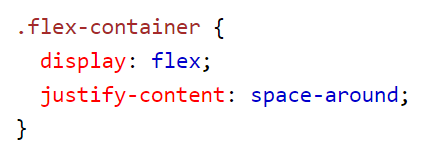 .flex-container {
  display: flex;
  justify-content: space-around;
}